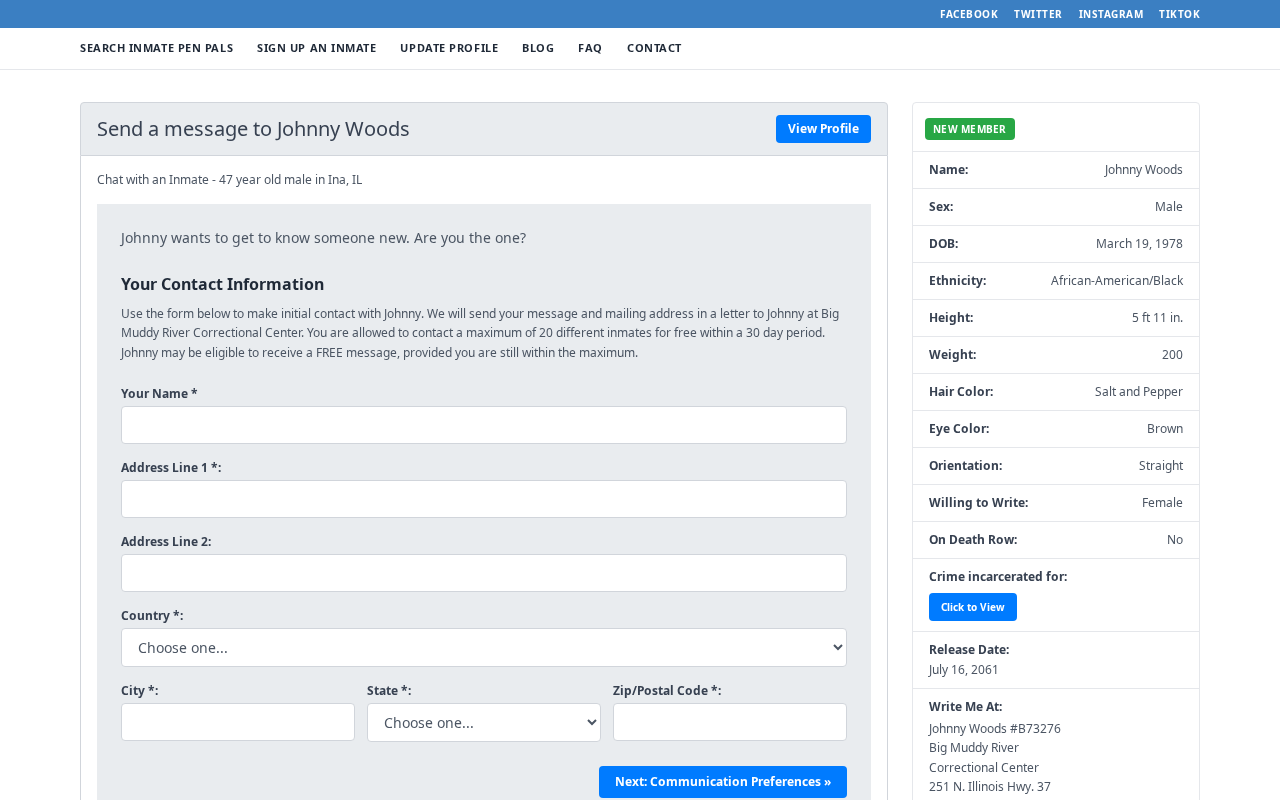 FACEBOOK TWITTER INSTAGRAM TIKTOK
SEARCH INMATE PEN PALS SIGN UP AN INMATE UPDATE PROFILE BLOG FAQ CONTACT
Send a message to Johnny Woods
View Profile
Chat with an Inmate - 47 year old male in Ina, IL
Johnny wants to get to know someone new. Are you the one?
Your Contact Information
Use the form below to make initial contact with Johnny. We will send your message and mailing address in a letter to Johnny at Big
Muddy River Correctional Center. You are allowed to contact a maximum of 20 different inmates for free within a 30 day period.
Johnny may be eligible to receive a FREE message, provided you are still within the maximum.
Your Name *
Address Line 1 *:
Address Line 2:
Country *:
Choose one...
City *: State *: Zip/Postal Code *:
Choose one...
Next: Communication Preferences »
NEW MEMBER
Name: Johnny Woods
Sex: Male
DOB: March 19, 1978
Ethnicity: African-American/Black
Height: 5 ft 11 in.
Weight: 200
Hair Color: Salt and Pepper
Eye Color: Brown
Orientation: Straight
Willing to Write: Female
On Death Row: No
Crime incarcerated for:
Click to View
Release Date:
July 16, 2061
Write Me At:
Johnny Woods #B73276
Big Muddy River
Correctional Center
251 N. Illinois Hwy. 37